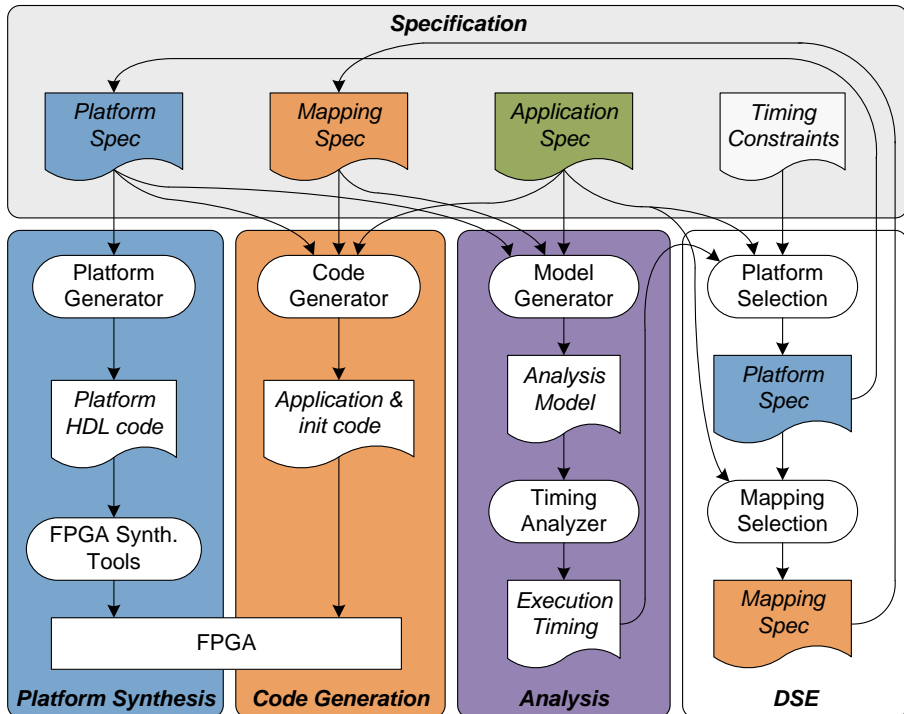 Specification
Platform
Spec
Mapping
Spec
Application
Spec
Timing
Constraints
Platform
Generator
Code
Generator
Model
Generator
Platform
Selection
Platform
HDL code
Application &
init code
Analysis
Model
Platform
Spec
FPGA Synth.
Tools
Timing
Analyzer
Mapping
Selection
FPGA
Execution
Timing
Mapping
Spec
Platform Synthesis
Code Generation
Analysis
DSE